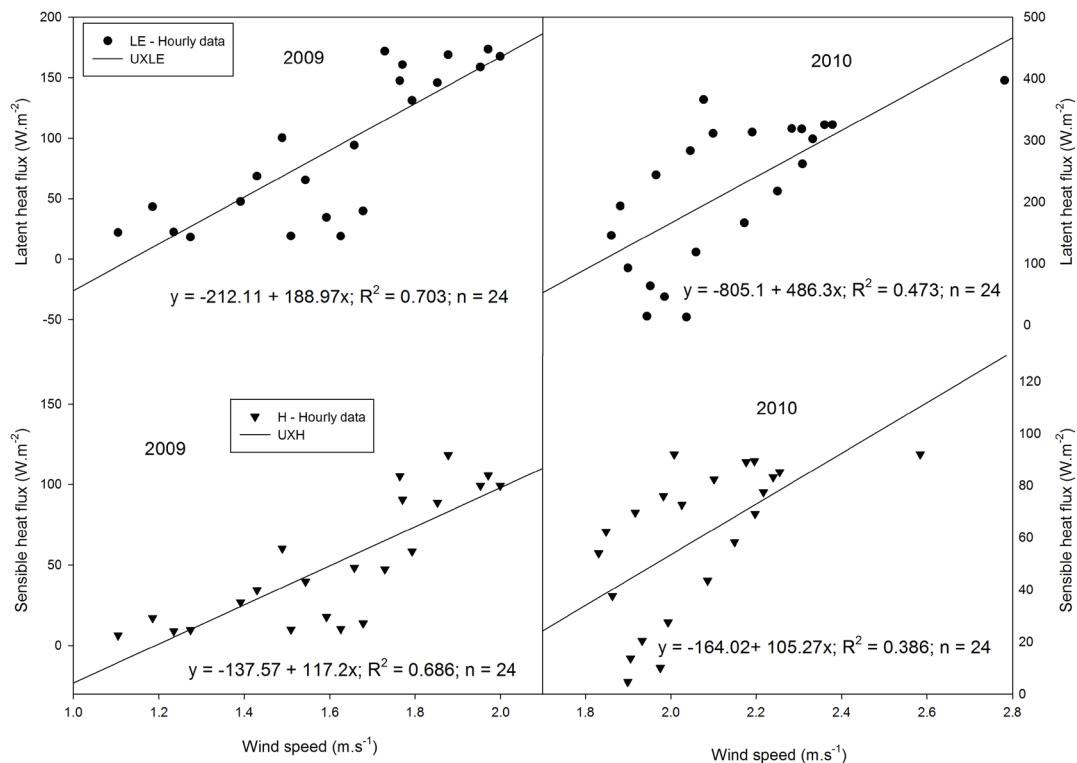 200
150
100
50
0
-50
Latent heat flux (W.m-2)
LE - Hourly data
UXLE
2009
y = -212.11 + 188.97x; R2 = 0.703; n = 24
500
400
300
200
100
0
Latent heat flux (W.m-2)
2010
y = -805.1 + 486.3x; R2 = 0.473; n = 24
150
100
50
0
Sensible heat flux (W.m-2)
H - Hourly data
UXH
2009
y = -137.57 + 117.2x; R2 = 0.686; n = 24
1.0 1.2 1.4 1.6 1.8 2.0
Wind speed (m.s-1)
120
100
80
60
40
20
0
Sensible heat flux (W.m-2)
2010
y = -164.02+ 105.27x; R2 = 0.386; n = 24
1.8 2.0 2.2 2.4 2.6 2.8
Wind speed (m.s-1)